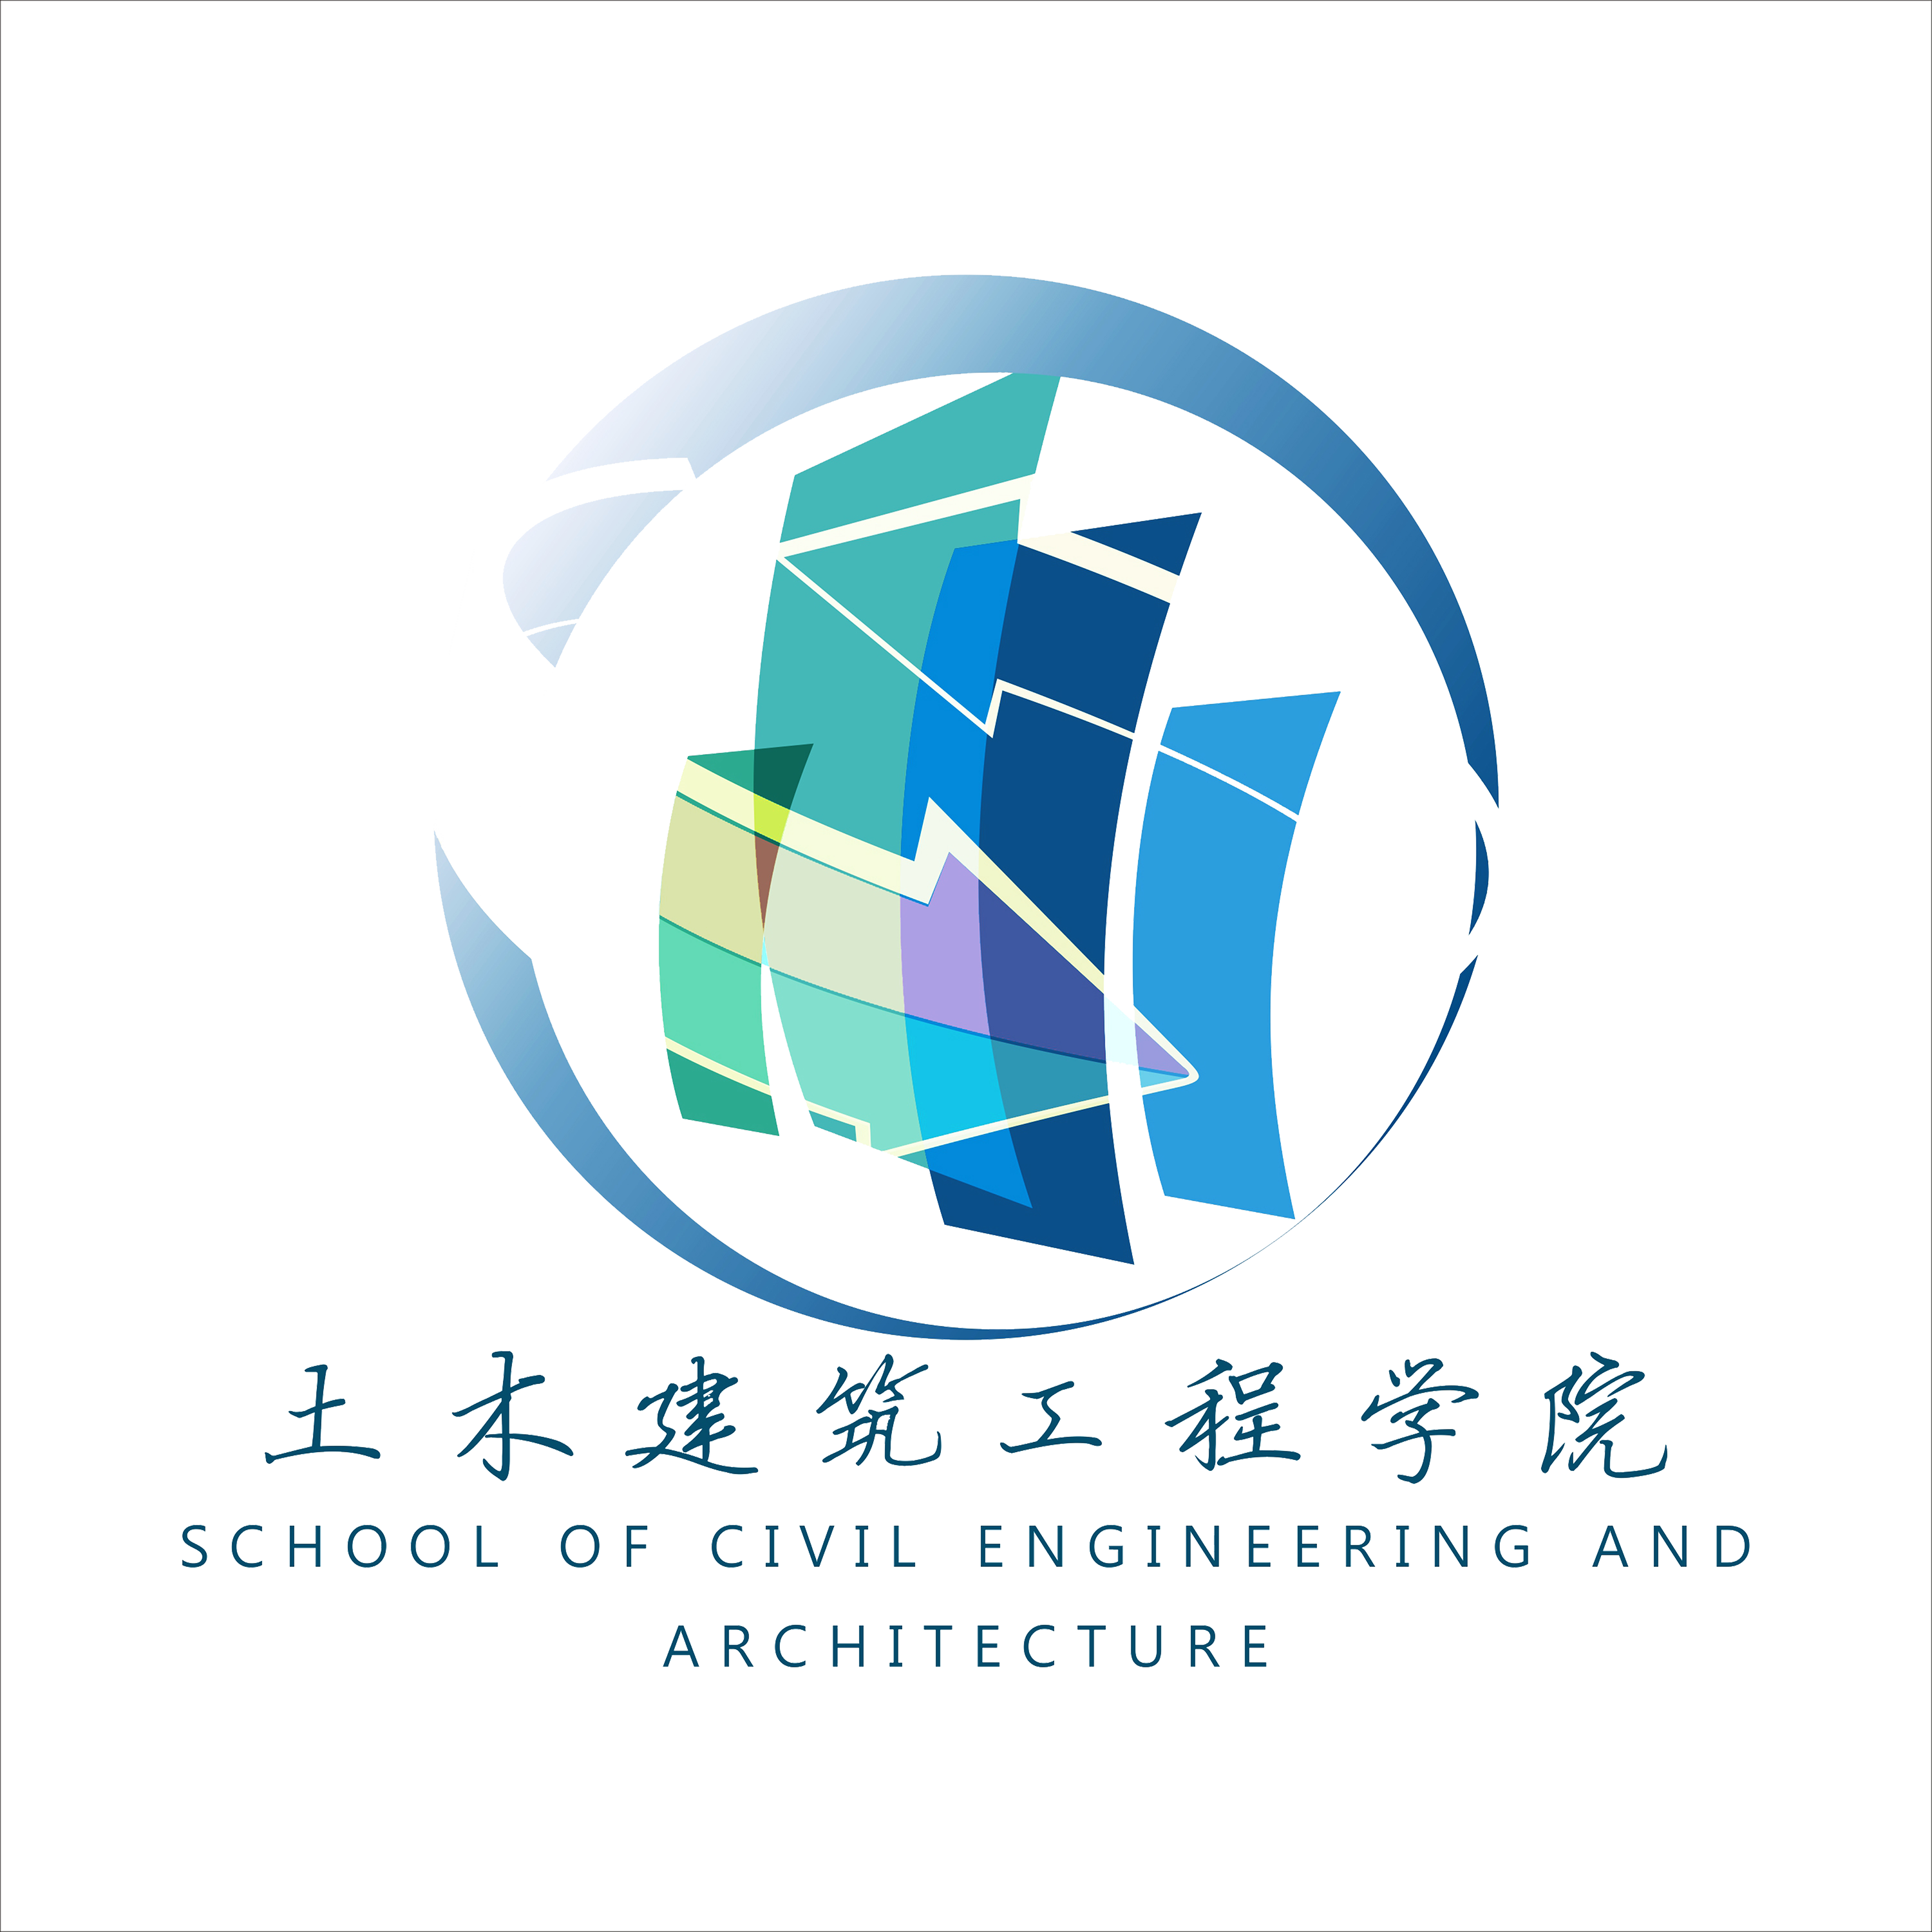 土木建筑工程学院
SCHOOL OF CIVIL ENGINEERING AND
ARCHITECTURE